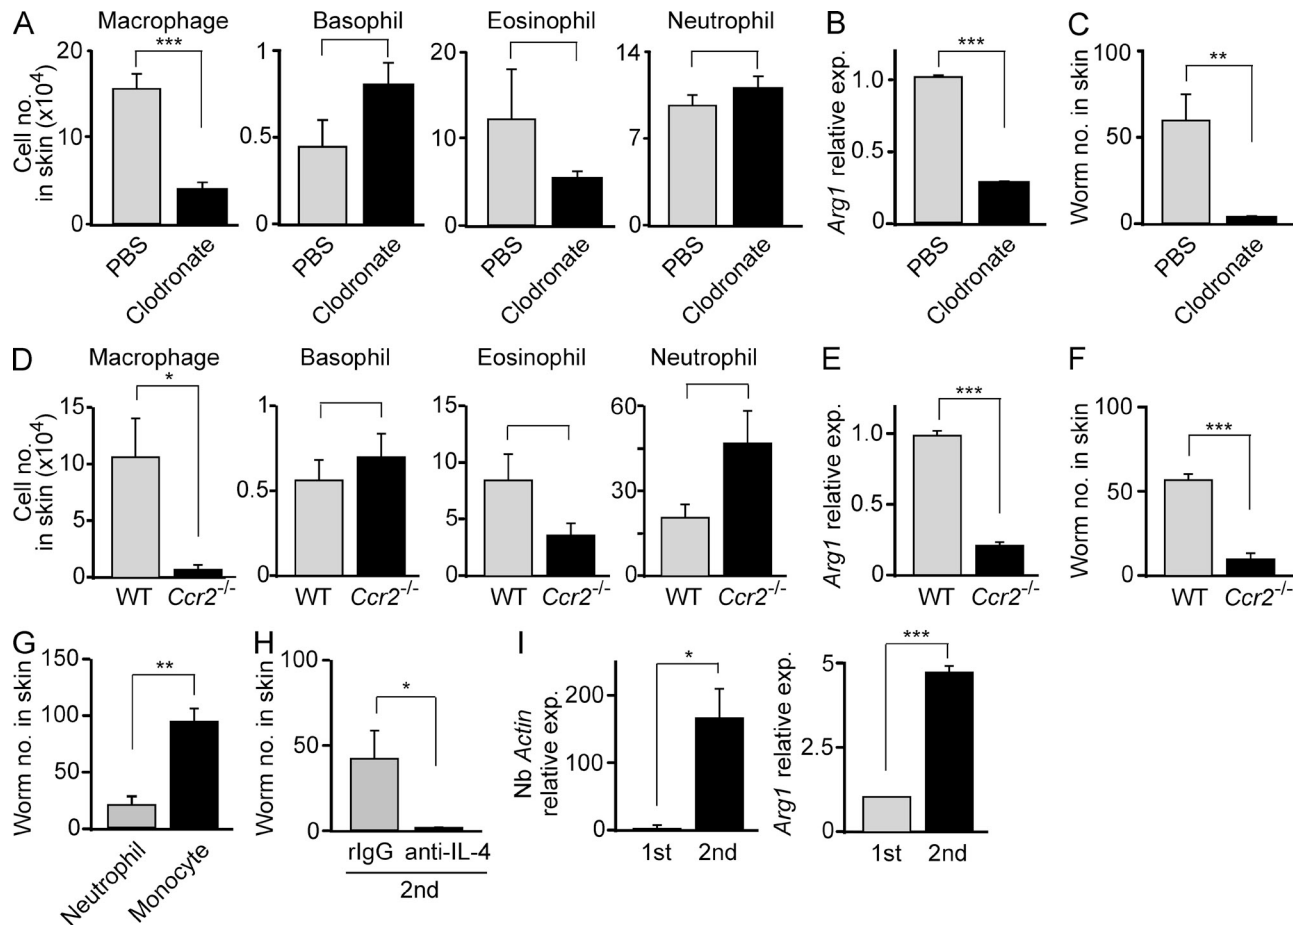 A
Macrophage
Basophil
Eosinophil
Neutrophil
Cell no.
in skin (x10⁴)
20
10
0
***
PBS
Clodronate
1
0.5
0
PBS
Clodronate
20
10
0
PBS
Clodronate
14
7
0
PBS
Clodronate
B
Arg1 relative exp.
1.0
0.5
0
***
PBS
Clodronate
C
Worm no. in skin
100
50
0
**
PBS
Clodronate
D
Macrophage
Basophil
Eosinophil
Neutrophil
Cell no.
in skin (x10⁴)
15
10
5
0
*
WT Ccr2⁻/⁻
1
0.5
0
WT Ccr2⁻/⁻
15
10
5
0
WT Ccr2⁻/⁻
60
30
0
WT Ccr2⁻/⁻
E
Arg1 relative exp.
1.0
0.5
0
***
WT Ccr2⁻/⁻
F
Worm no. in skin
100
50
0
***
WT Ccr2⁻/⁻
G
Worm no. in skin
150
100
50
0
**
Neutrophil
Monocyte
H
Worm no. in skin
100
50
0
*
rIgG anti-IL-4
2nd
I
Nb Actin
relative exp.
200
100
0
*
1st 2nd
Arg1 relative exp.
5
2.5
0
***
1st 2nd